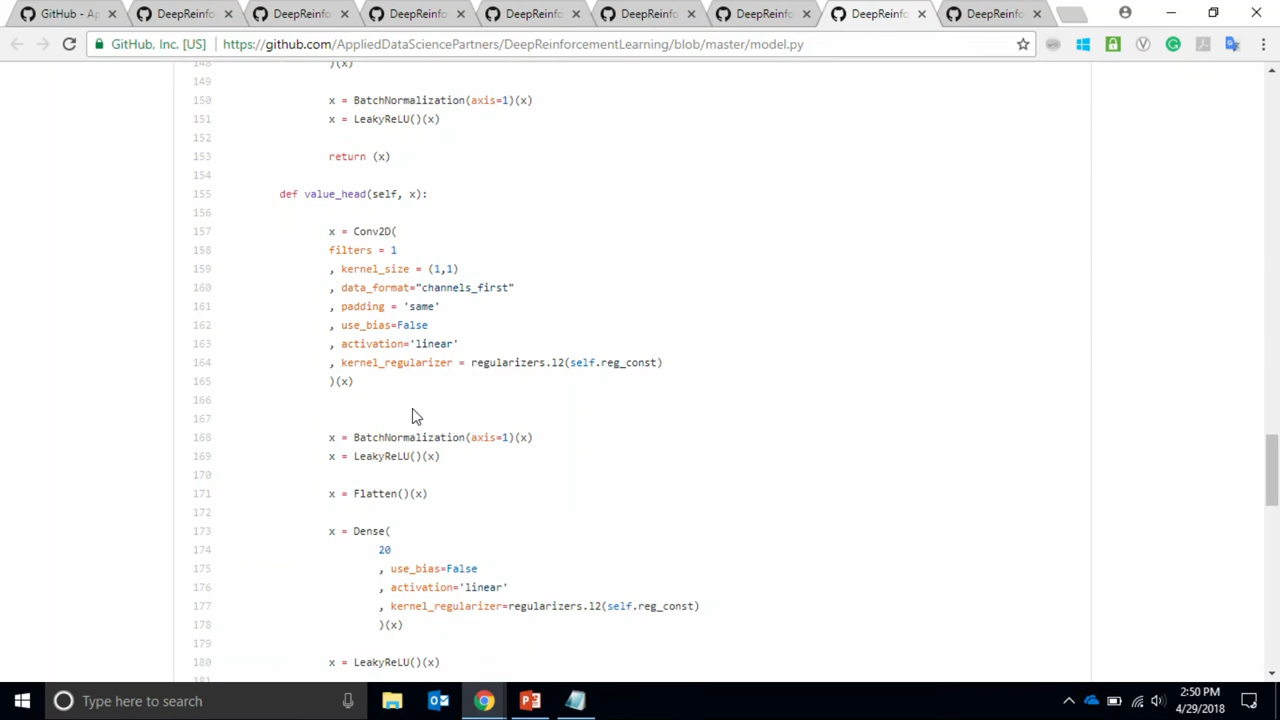 GitHub - Ap
DeepReinfo
DeepReinfo
DeepReinfo
DeepReinfo
DeepReinfo
DeepReinfo
DeepReinfo
DeepReinfo
GitHub, Inc. [US] https://github.com/AppliedDataSciencePartners/DeepReinforcementLearning/blob/master/model.py
148 )(x)
149
150 x = BatchNormalization(axis=1)(x)
151 x = LeakyReLU()(x)
152
153 return (x)
154
155 def value_head(self, x):
156
157 x = Conv2D(
158 filters = 1
159 , kernel_size = (1,1)
160 , data_format="channels_first"
161 , padding = 'same'
162 , use_bias=False
163 , activation='linear'
164 , kernel_regularizer = regularizers.l2(self.reg_const)
165 )(x)
166
167
168 x = BatchNormalization(axis=1)(x)
169 x = LeakyReLU()(x)
170
171 x = Flatten()(x)
172
173 x = Dense(
174 20
175 , use_bias=False
176 , activation='linear'
177 , kernel_regularizer=regularizers.l2(self.reg_const)
178 )(x)
179
180 x = LeakyReLU()(x)
181
Type here to search
2:50 PM
4/29/2018